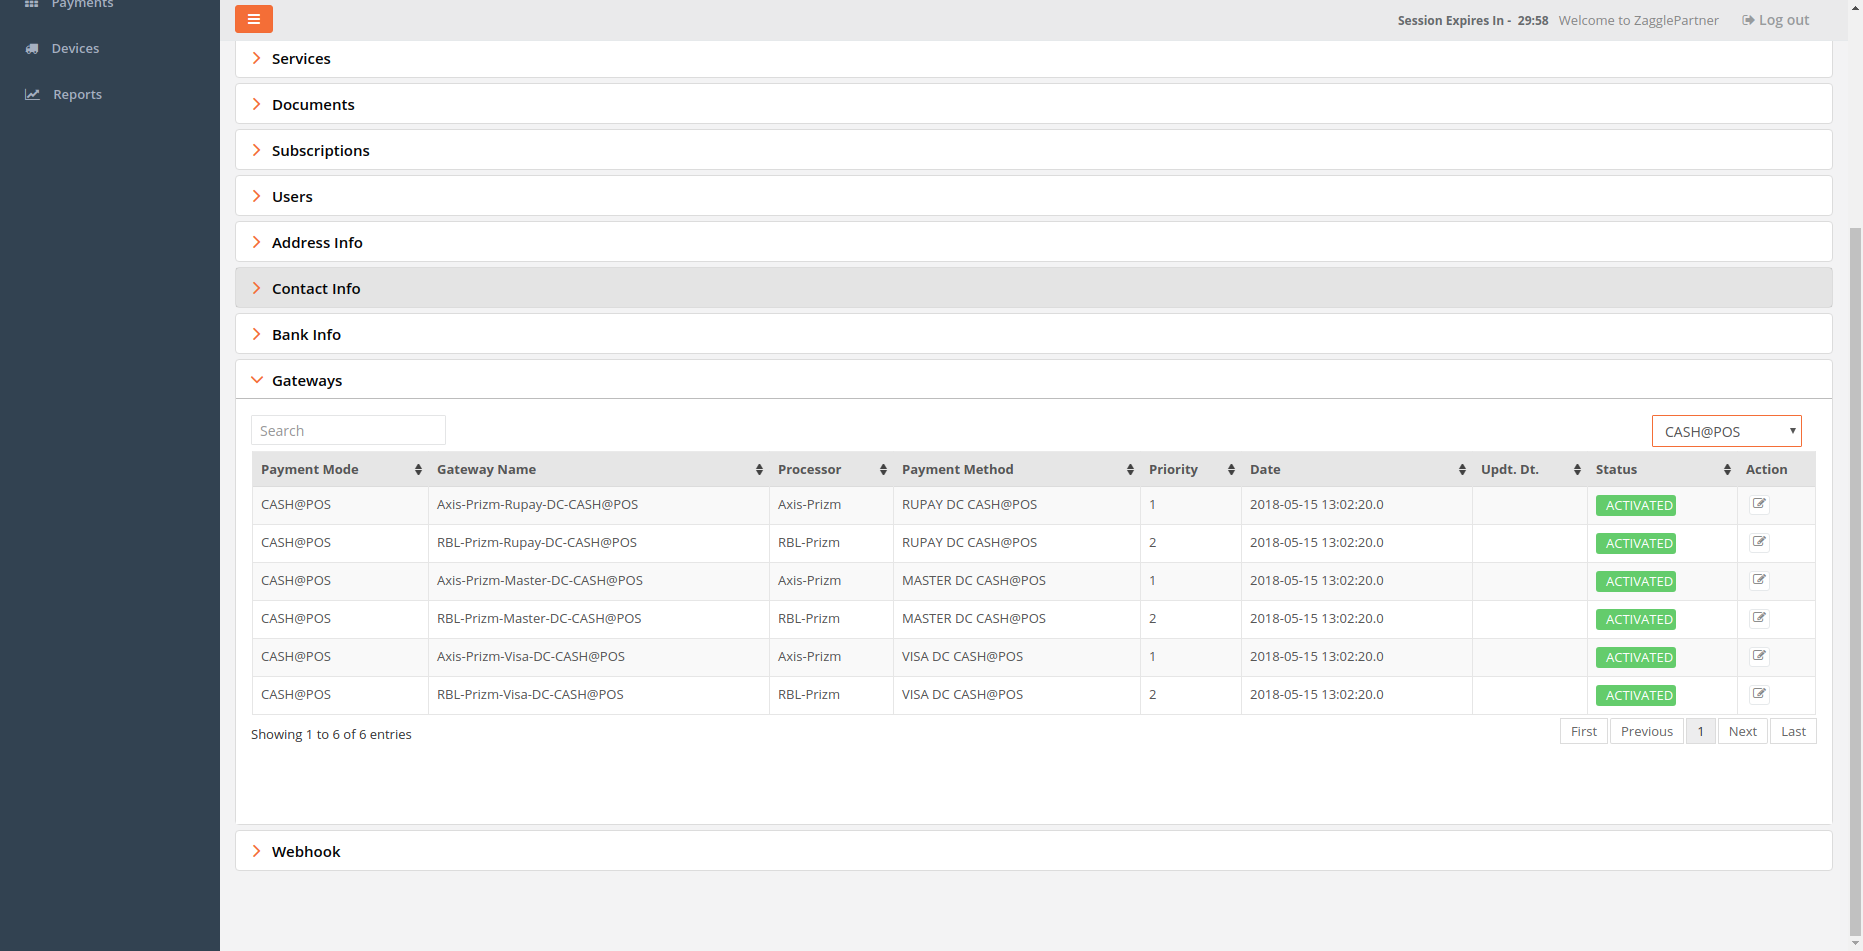 Payments
Devices
Reports
Session Expires In - 29:58 Welcome to ZagglePartner Log out
Services
Documents
Subscriptions
Users
Address Info
Contact Info
Bank Info
Gateways
Search CASH@POS
Payment Mode Gateway Name Processor Payment Method Priority Date Updt. Dt. Status Action
CASH@POS Axis-Prizm-Rupay-DC-CASH@POS Axis-Prizm RUPAY DC CASH@POS 1 2018-05-15 13:02:20.0 ACTIVATED
CASH@POS RBL-Prizm-Rupay-DC-CASH@POS RBL-Prizm RUPAY DC CASH@POS 2 2018-05-15 13:02:20.0 ACTIVATED
CASH@POS Axis-Prizm-Master-DC-CASH@POS Axis-Prizm MASTER DC CASH@POS 1 2018-05-15 13:02:20.0 ACTIVATED
CASH@POS RBL-Prizm-Master-DC-CASH@POS RBL-Prizm MASTER DC CASH@POS 2 2018-05-15 13:02:20.0 ACTIVATED
CASH@POS Axis-Prizm-Visa-DC-CASH@POS Axis-Prizm VISA DC CASH@POS 1 2018-05-15 13:02:20.0 ACTIVATED
CASH@POS RBL-Prizm-Visa-DC-CASH@POS RBL-Prizm VISA DC CASH@POS 2 2018-05-15 13:02:20.0 ACTIVATED
Showing 1 to 6 of 6 entries First Previous 1 Next Last
Webhook